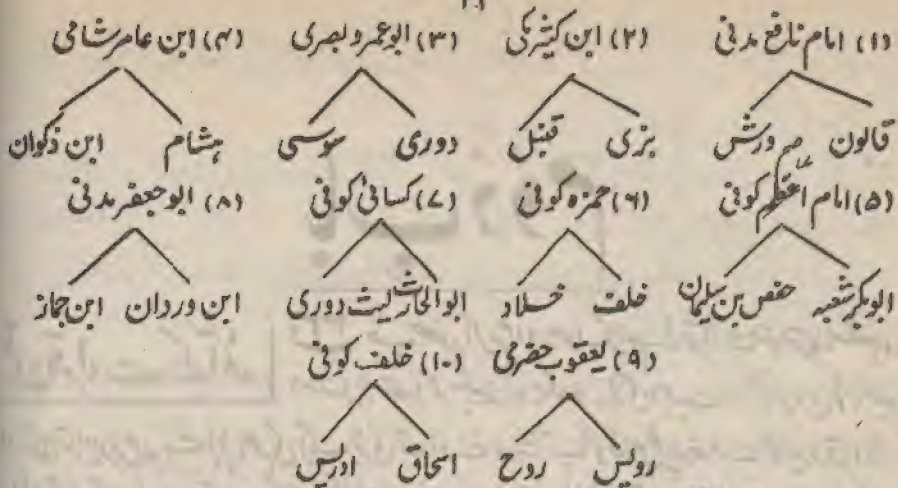 (۱) امام نافع مدنی (۲) ابن کثیر مکی (۳) ابوعمرو بصری (۴) ابن عامر شامی
قالون ورش بزی قنبل دوری سوسی ہشام ابن ذکوان
(۵) امام کوفی (۶) حمزہ کوفی (۷) کسائی کوفی (۸) ابوجعفر مدنی
ابوبکر شعبہ حفص بن سلیمان خلف خلاد ابوالحارث لیث دوری ابن وردان ابن جماز
(۹) یعقوب حضرمی (۱۰) خلف کوفی
رویس روح اسحاق ادریس